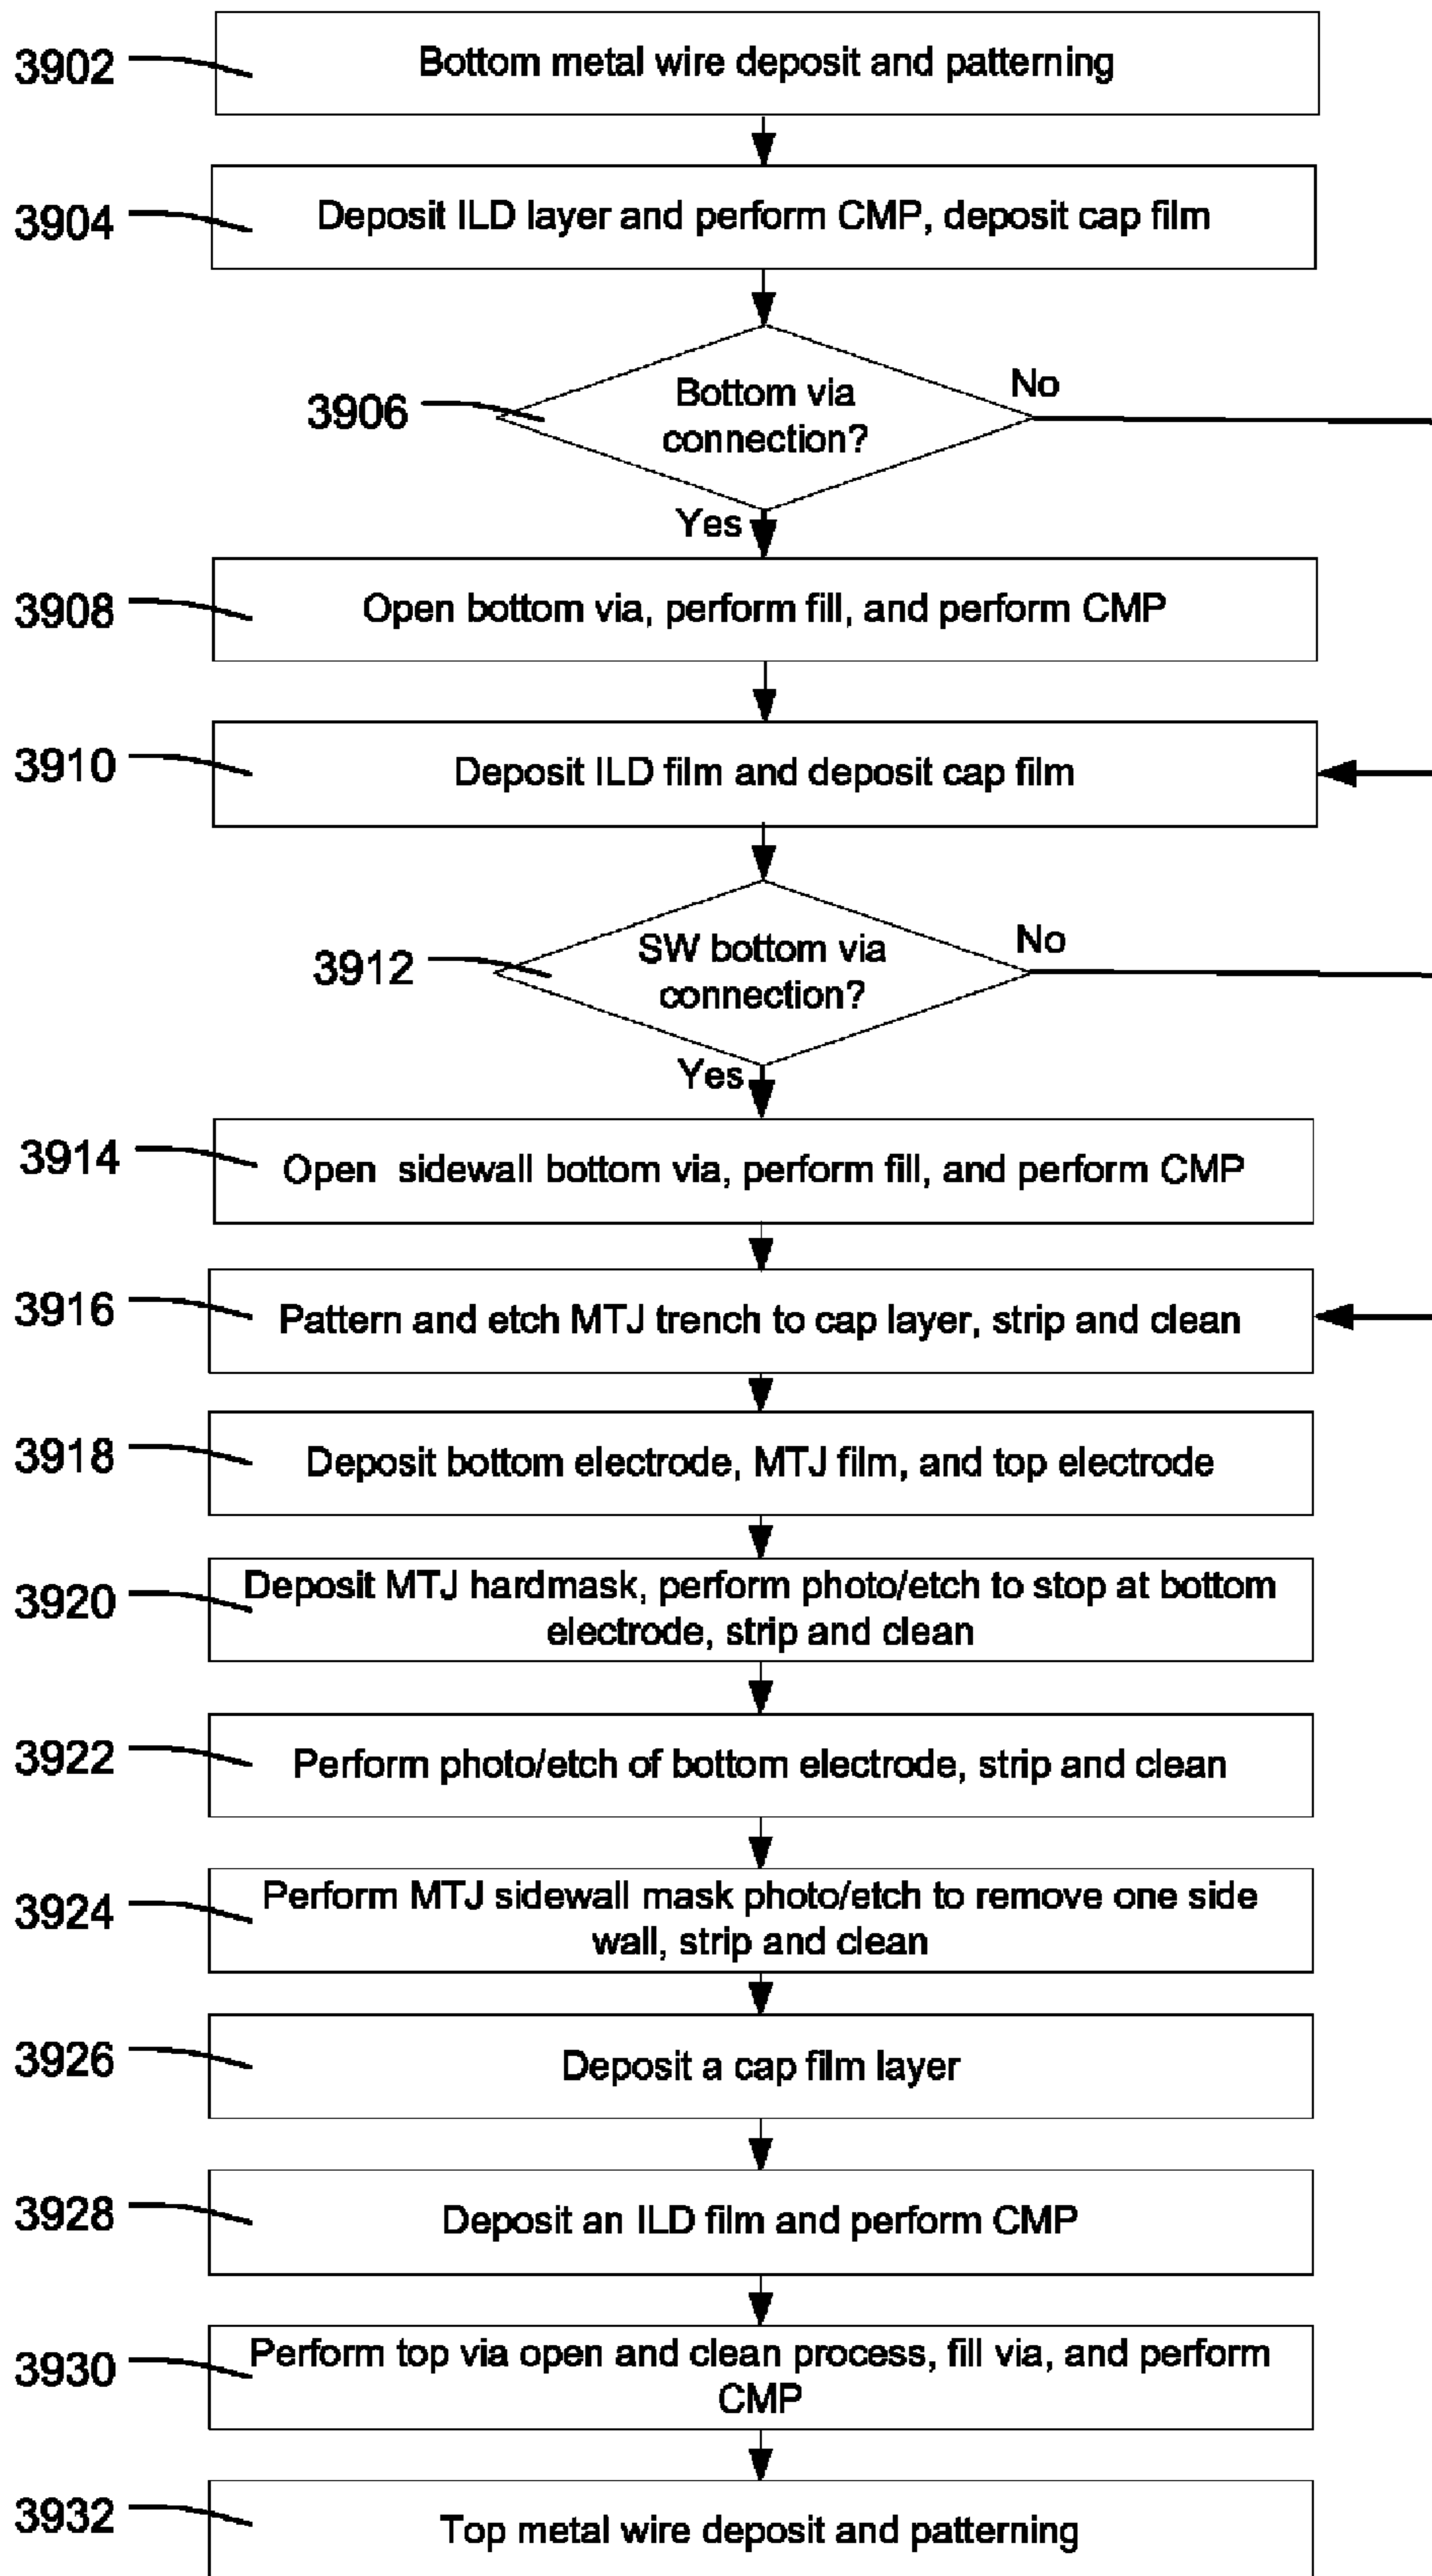 3902
Bottom metal wire deposit and patterning
3904
Deposit ILD layer and perform CMP, deposit cap film
3906
Bottom via
connection?
No
Yes
3908
Open bottom via, perform fill, and perform CMP
3910
Deposit ILD film and deposit cap film
3912
SW bottom via
connection?
No
Yes
3914
Open sidewall bottom via, perform fill, and perform CMP
3916
Pattern and etch MTJ trench to cap layer, strip and clean
3918
Deposit bottom electrode, MTJ film, and top electrode
3920
Deposit MTJ hardmask, perform photo/etch to stop at bottom
electrode, strip and clean
3922
Perform photo/etch of bottom electrode, strip and clean
3924
Perform MTJ sidewall mask photo/etch to remove one side
wall, strip and clean
3926
Deposit a cap film layer
3928
Deposit an ILD film and perform CMP
3930
Perform top via open and clean process, fill via, and perform
CMP
3932
Top metal wire deposit and patterning